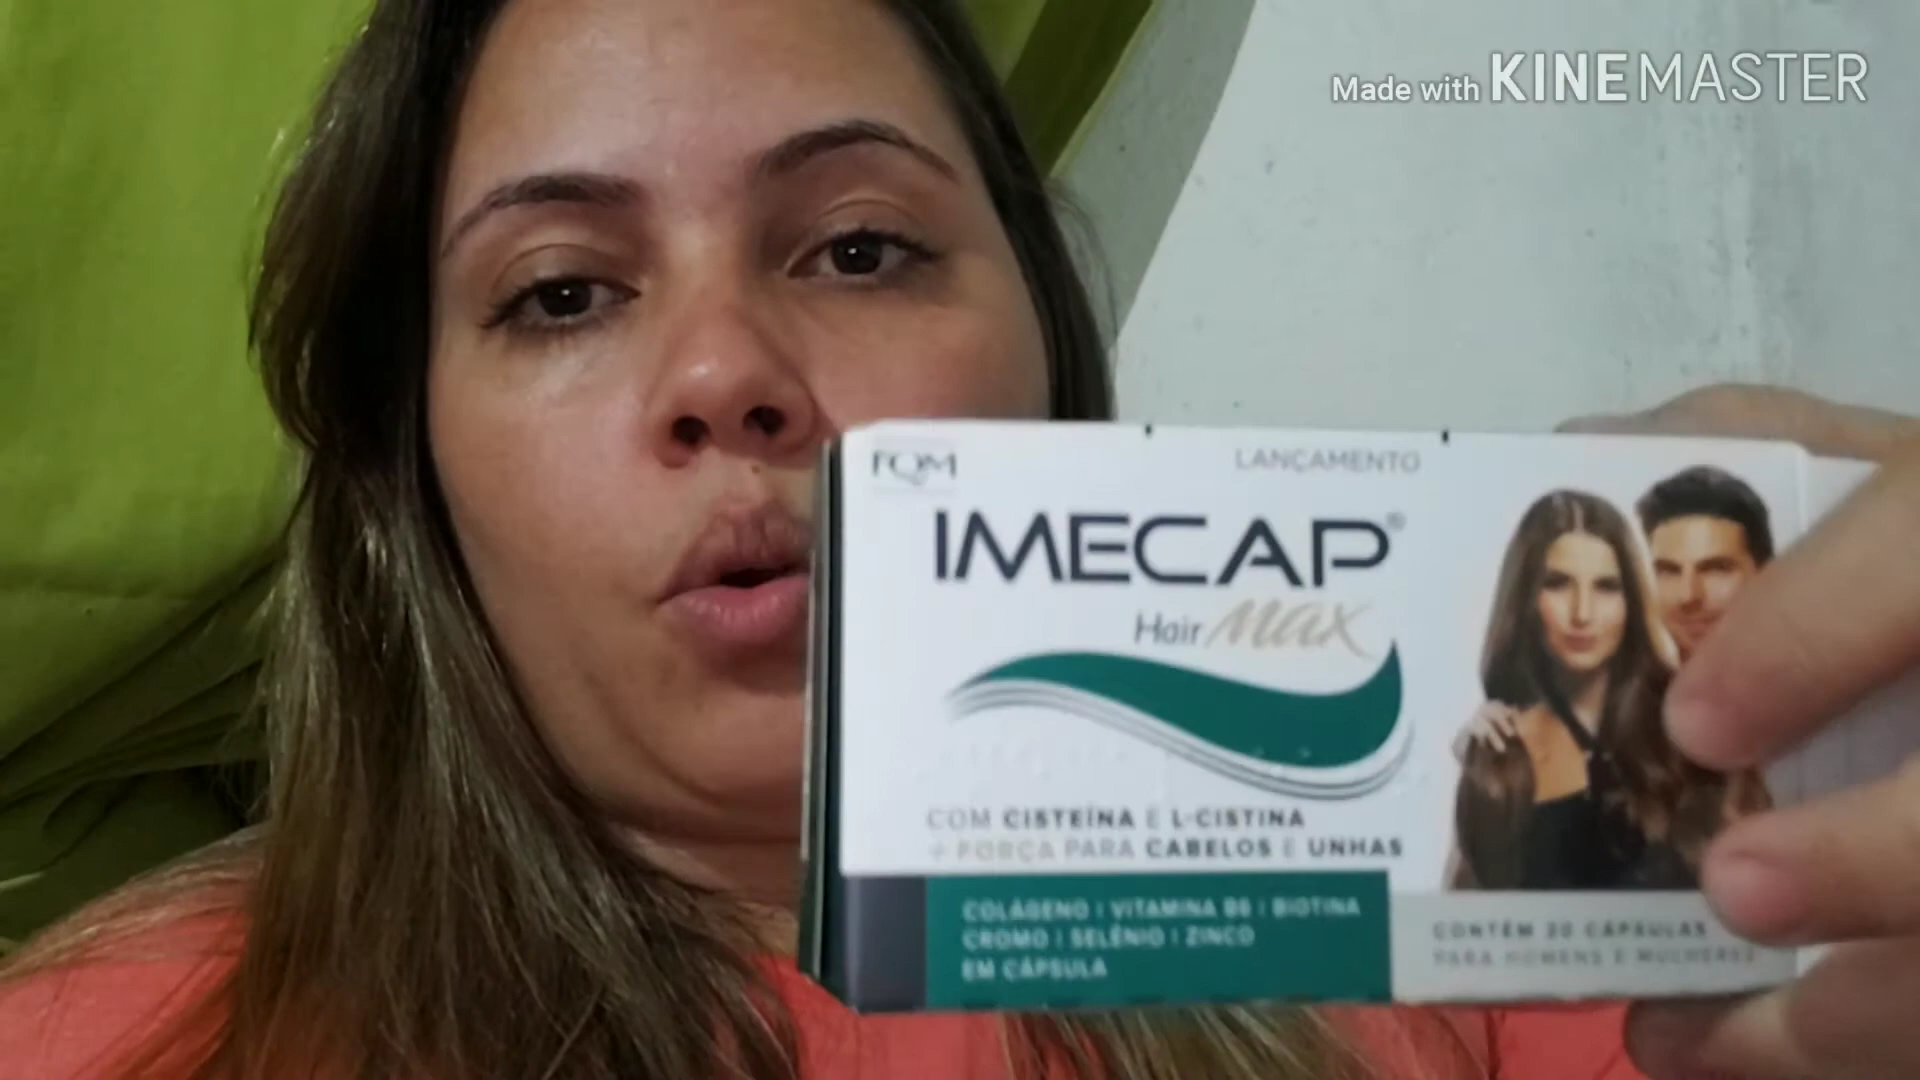 Made with KINEMASTER
FQM
LANÇAMENTO
IMECAP®
Hair Max
COM CISTEÍNA E L-CISTINA
+ FORÇA PARA CABELOS E UNHAS
COLÁGENO | VITAMINA B6 | BIOTINA
CROMO | SELÊNIO | ZINCO
EM CÁPSULA
CONTÉM 30 CÁPSULAS
PARA HOMENS E MULHERES